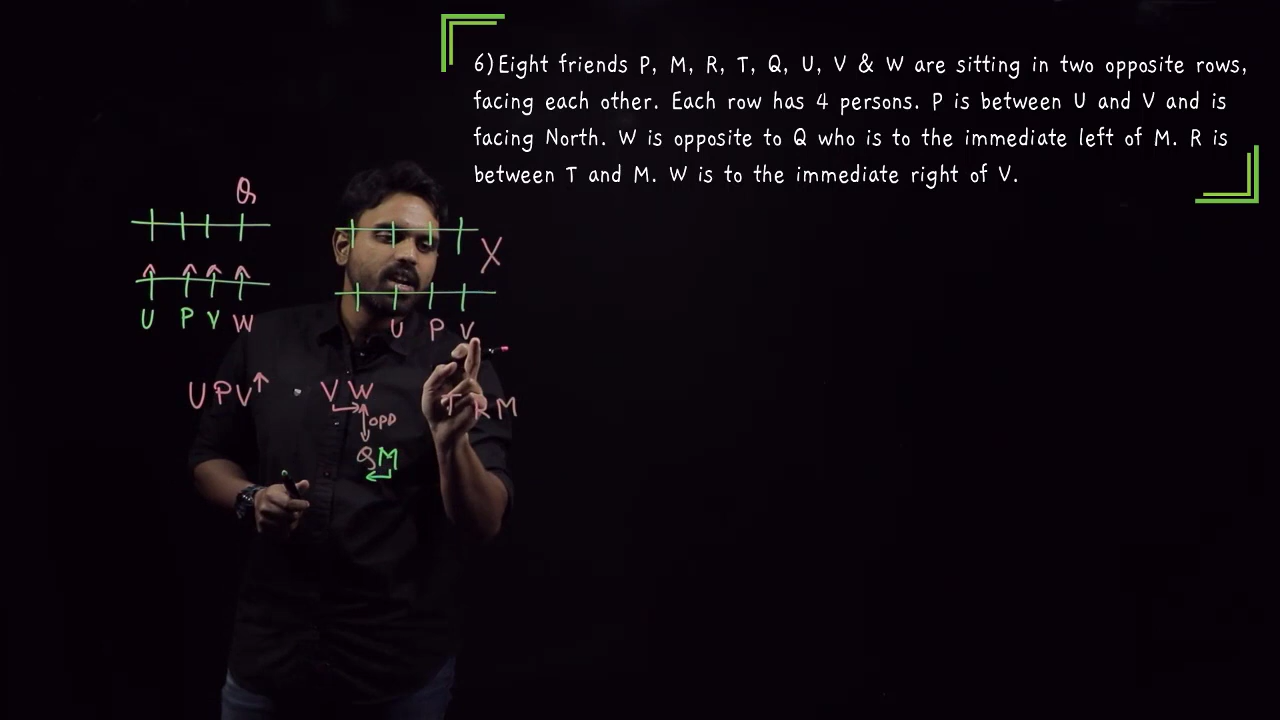 6) Eight friends P, M, R, T, Q, U, V & W are sitting in two opposite rows,
facing each other. Each row has 4 persons. P is between U and V and is
facing North. W is opposite to Q who is to the immediate left of M. R is
between T and M. W is to the immediate right of V.
Q
X
U P V W
U P V
U P V ↑
V W
T R M
OPP
Q M